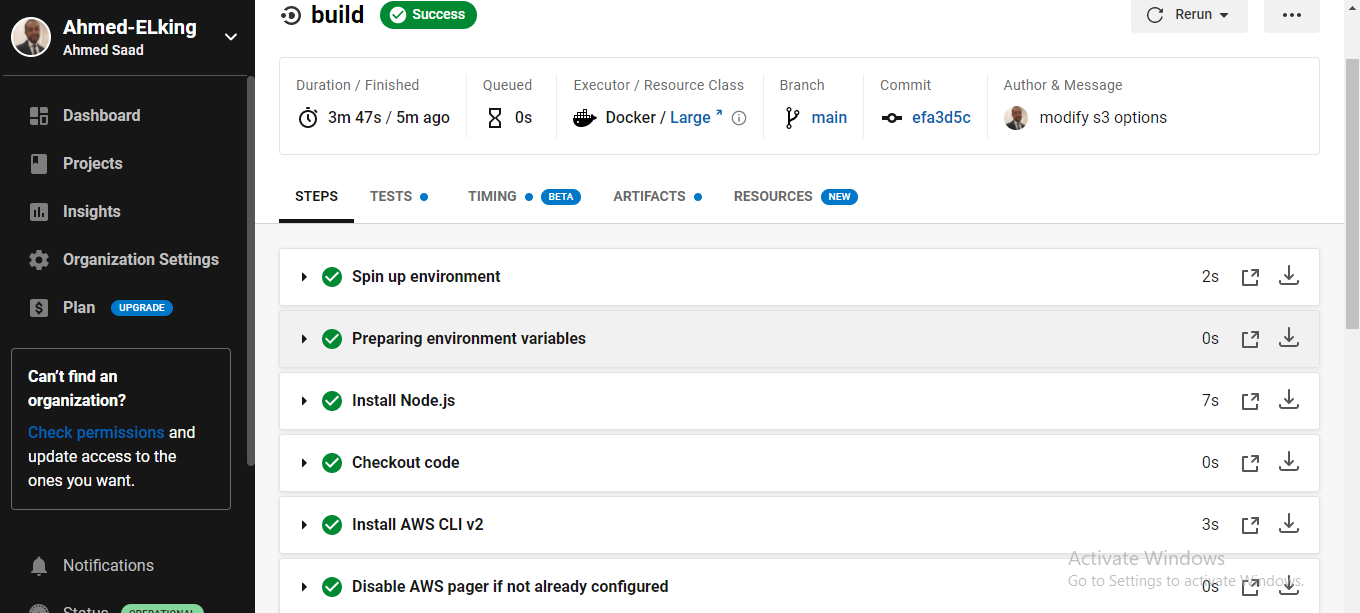 Ahmed-ELking
Ahmed Saad
Dashboard
Projects
Insights
Organization Settings
Plan UPGRADE
Can't find an
organization?
Check permissions and
update access to the
ones you want.
Notifications
Status OPERATIONAL
build Success
Rerun
Duration / Finished
3m 47s / 5m ago
Queued
0s
Executor / Resource Class
Docker / Large
Branch
main
Commit
efa3d5c
Author & Message
modify s3 options
STEPS TESTS TIMING BETA ARTIFACTS RESOURCES NEW
Spin up environment 2s
Preparing environment variables 0s
Install Node.js 7s
Checkout code 0s
Install AWS CLI v2 3s
Disable AWS pager if not already configured 0s
Activate Windows
Go to Settings to activate Windows.